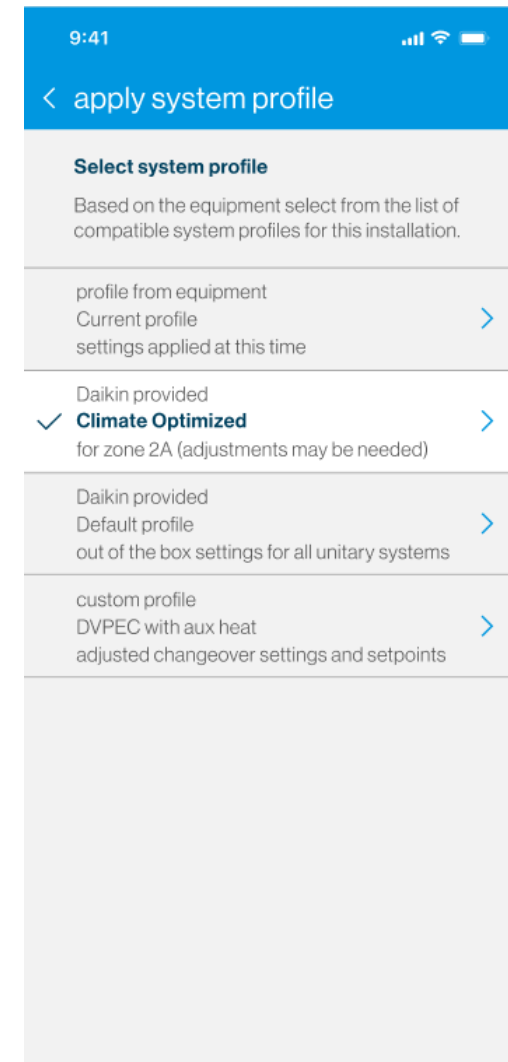 9:41
apply system profile
Select system profile
Based on the equipment select from the list of
compatible system profiles for this installation.
profile from equipment
Current profile
settings applied at this time
Daikin provided
Climate Optimized
for zone 2A (adjustments may be needed)
Daikin provided
Default profile
out of the box settings for all unitary systems
custom profile
DVPEC with aux heat
adjusted changeover settings and setpoints